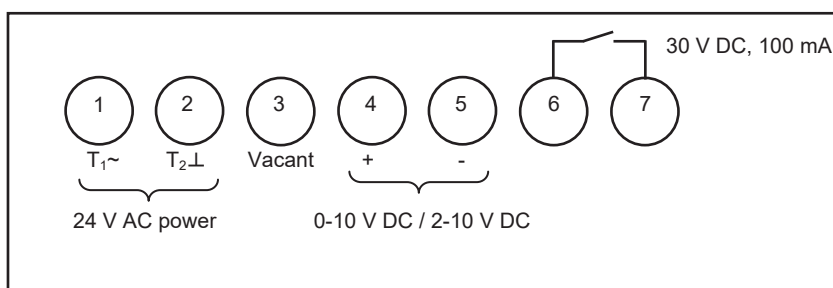 30 V DC, 100 mA
1 2 3 4 5 6 7
T₁~ T₂⊥ Vacant + -
24 V AC power 0-10 V DC / 2-10 V DC